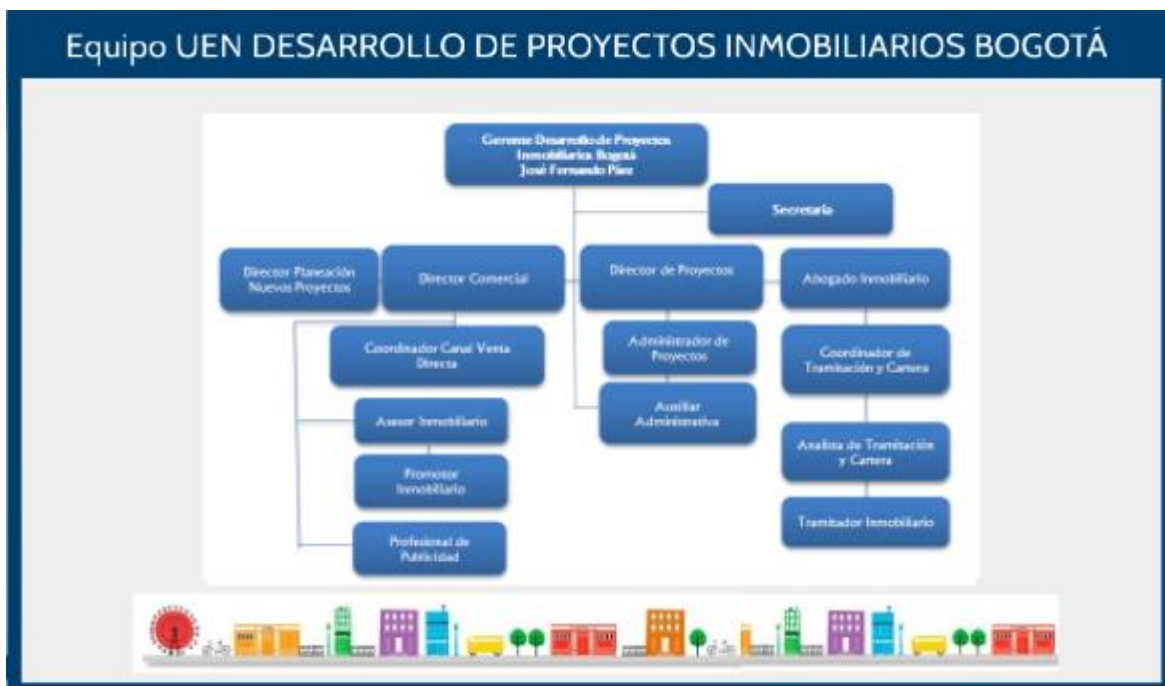 Equipo UEN DESARROLLO DE PROYECTOS INMOBILIARIOS BOGOTÁ
Gerente Desarrollo de Proyectos
Inmobiliarios Bogotá
José Fernando Páez
Secretaria
Director Planeación
Nuevos Proyectos
Director Comercial
Director de Proyectos
Abogado Inmobiliario
Coordinador Canal Venta
Directa
Administrador de
Proyectos
Coordinador de
Tramitación y Cartera
Asesor Inmobiliario
Auxiliar
Administrativa
Promotor
Inmobiliario
Analista de Tramitación
y Cartera
Profesional de
Publicidad
Tramitador Inmobiliario